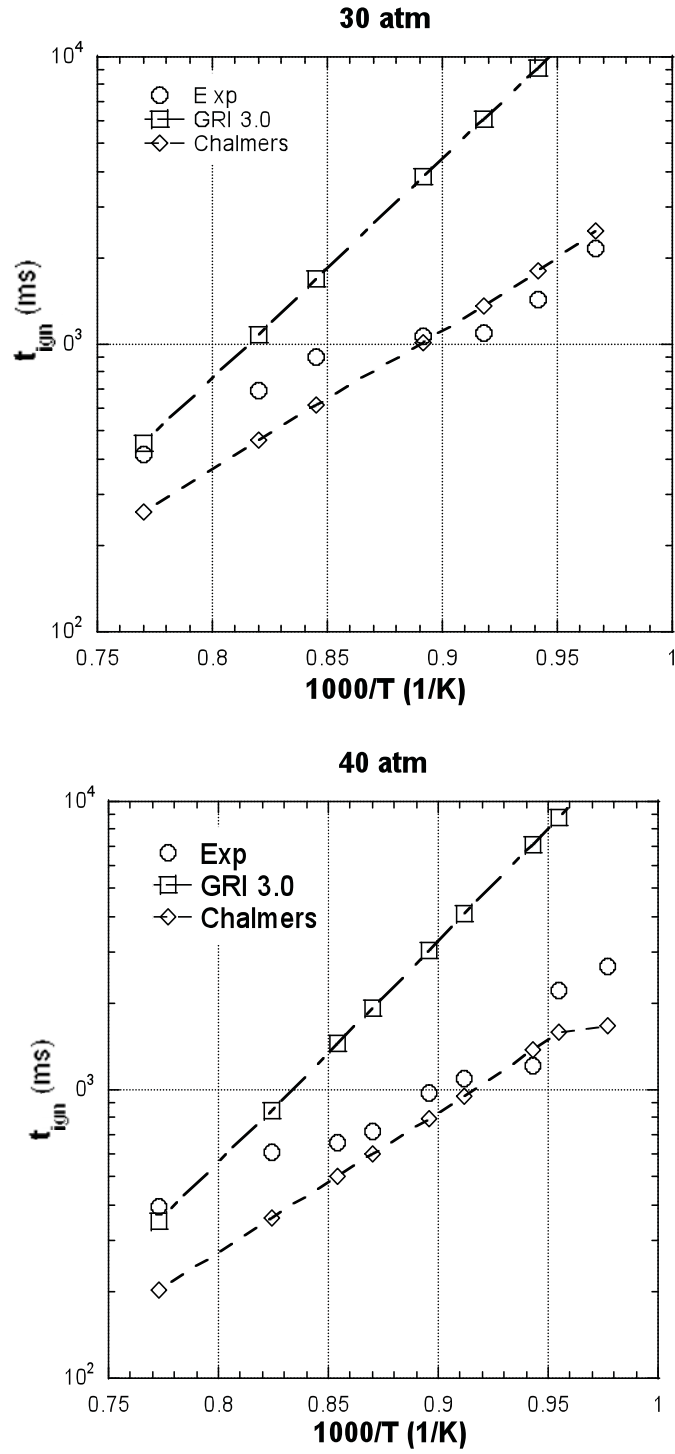 30 atm
10^4
E xp
GRI 3.0
Chalmers
t_ign (ms)
10^3
10^2
0.75 0.8 0.85 0.9 0.95 1
1000/T (1/K)
40 atm
10^4
Exp
GRI 3.0
Chalmers
t_ign (ms)
10^3
10^2
0.75 0.8 0.85 0.9 0.95 1
1000/T (1/K)